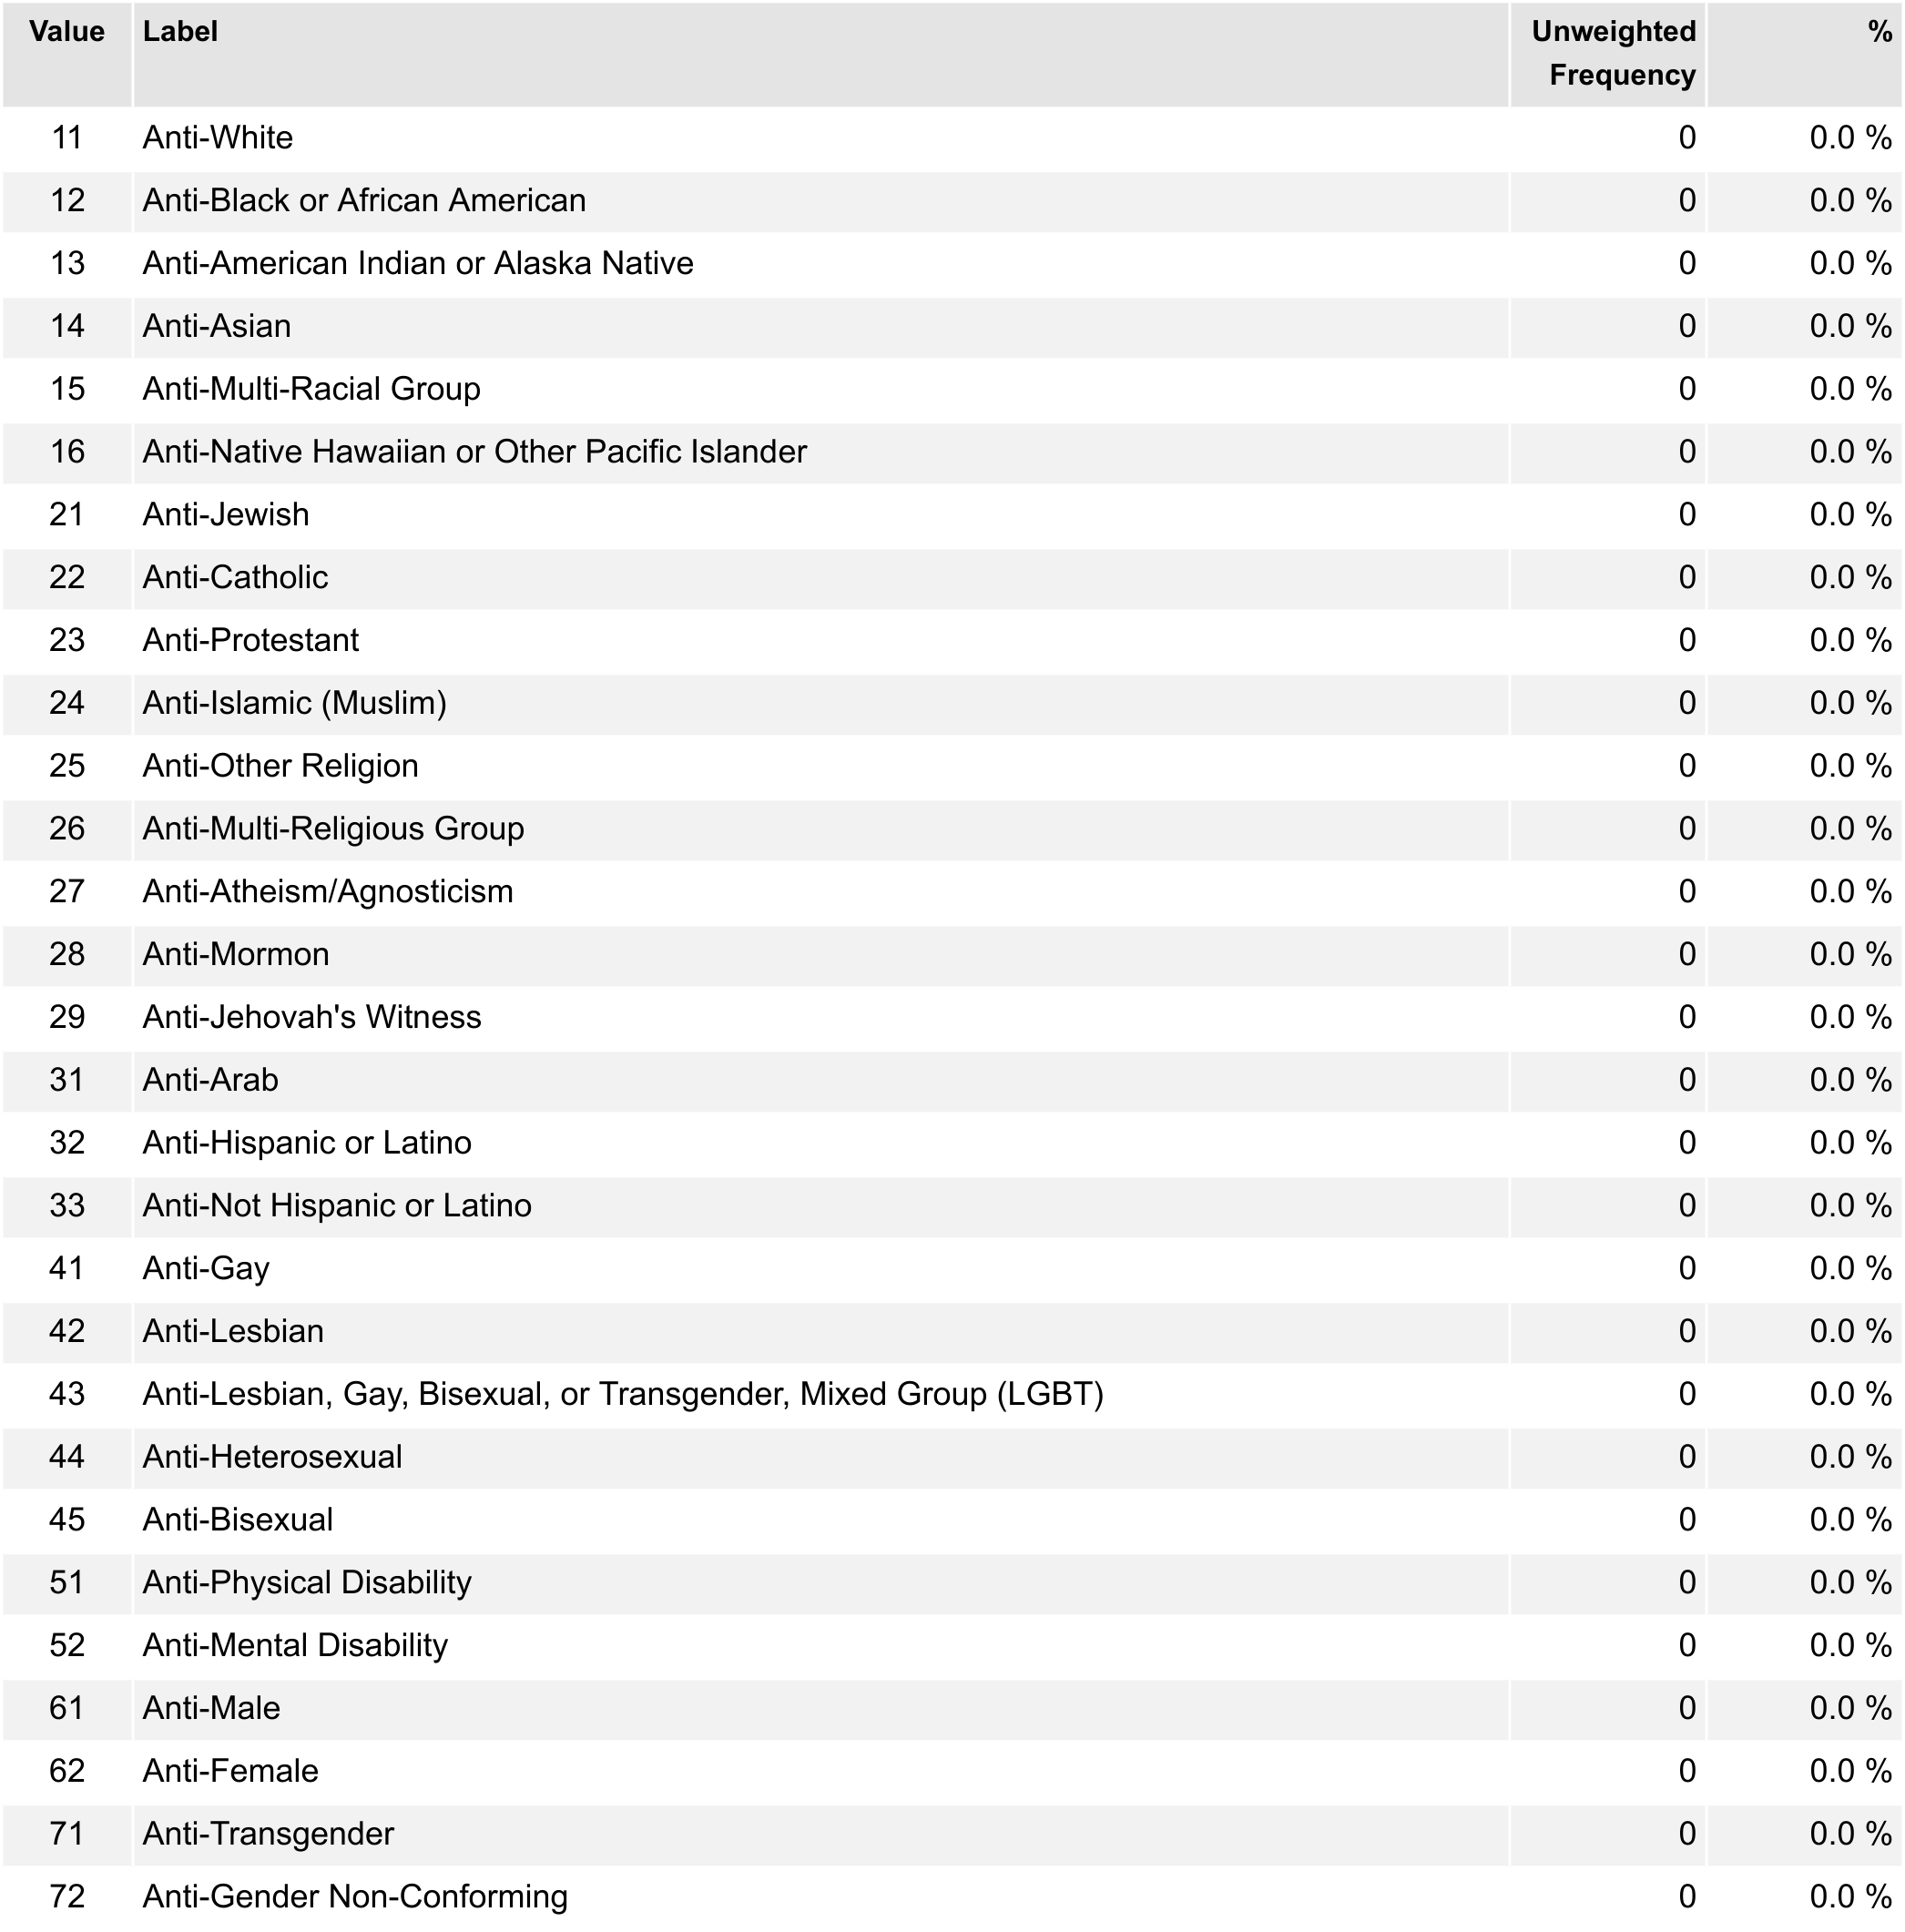 Value Label Unweighted Frequency %
11 Anti-White 0 0.0 %
12 Anti-Black or African American 0 0.0 %
13 Anti-American Indian or Alaska Native 0 0.0 %
14 Anti-Asian 0 0.0 %
15 Anti-Multi-Racial Group 0 0.0 %
16 Anti-Native Hawaiian or Other Pacific Islander 0 0.0 %
21 Anti-Jewish 0 0.0 %
22 Anti-Catholic 0 0.0 %
23 Anti-Protestant 0 0.0 %
24 Anti-Islamic (Muslim) 0 0.0 %
25 Anti-Other Religion 0 0.0 %
26 Anti-Multi-Religious Group 0 0.0 %
27 Anti-Atheism/Agnosticism 0 0.0 %
28 Anti-Mormon 0 0.0 %
29 Anti-Jehovah's Witness 0 0.0 %
31 Anti-Arab 0 0.0 %
32 Anti-Hispanic or Latino 0 0.0 %
33 Anti-Not Hispanic or Latino 0 0.0 %
41 Anti-Gay 0 0.0 %
42 Anti-Lesbian 0 0.0 %
43 Anti-Lesbian, Gay, Bisexual, or Transgender, Mixed Group (LGBT) 0 0.0 %
44 Anti-Heterosexual 0 0.0 %
45 Anti-Bisexual 0 0.0 %
51 Anti-Physical Disability 0 0.0 %
52 Anti-Mental Disability 0 0.0 %
61 Anti-Male 0 0.0 %
62 Anti-Female 0 0.0 %
71 Anti-Transgender 0 0.0 %
72 Anti-Gender Non-Conforming 0 0.0 %